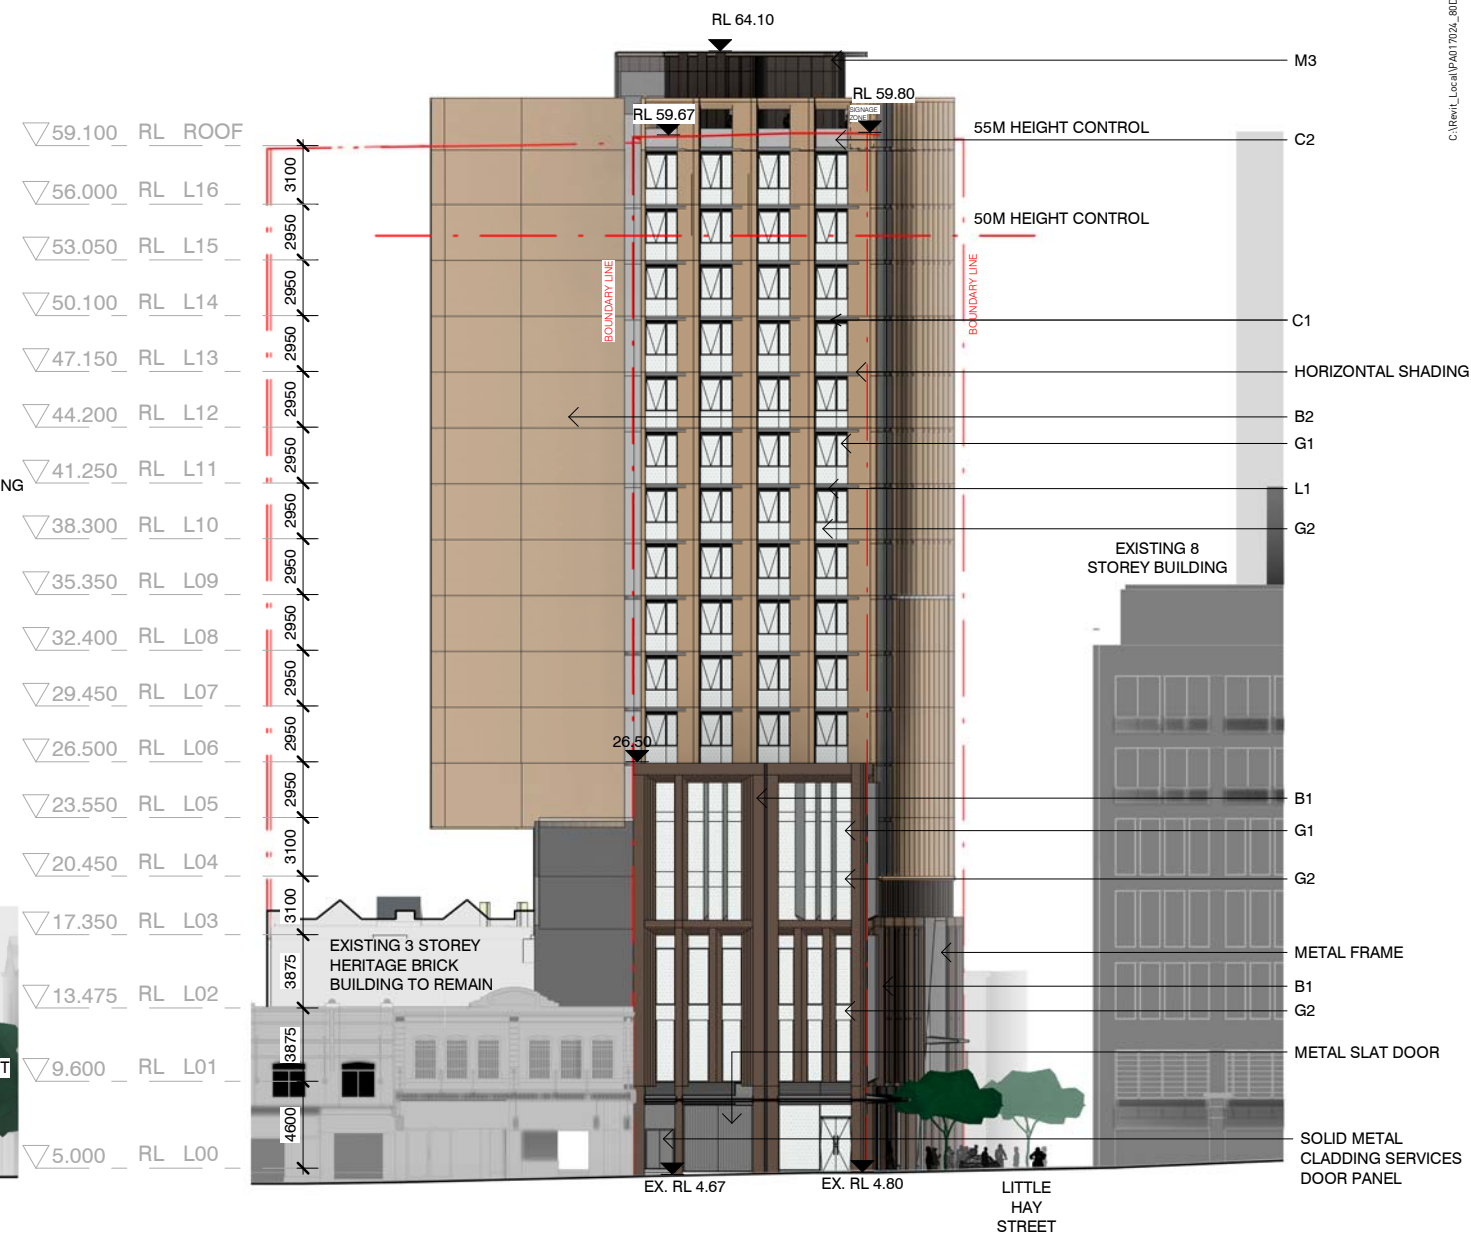 C:\Revit_Local\PA017024_80D
RL 64.10
M3
RL 59.80
RL 59.67
SIGNAGE
ZONE
55M HEIGHT CONTROL
C2
59.100 RL ROOF
3100
56.000 RL L16
50M HEIGHT CONTROL
2950
53.050 RL L15
BOUNDARY LINE
BOUNDARY LINE
2950
50.100 RL L14
C1
2950
47.150 RL L13
HORIZONTAL SHADING
2950
44.200 RL L12
B2
G1
2950
41.250 RL L11
NG
L1
2950
38.300 RL L10
G2
EXISTING 8
STOREY BUILDING
2950
35.350 RL L09
2950
32.400 RL L08
2950
29.450 RL L07
2950
26.500 RL L06
26.50
2950
23.550 RL L05
B1
G1
3100
20.450 RL L04
G2
3100
17.350 RL L03
EXISTING 3 STOREY
HERITAGE BRICK
BUILDING TO REMAIN
METAL FRAME
3875
13.475 RL L02
B1
G2
3875
METAL SLAT DOOR
T
9.600 RL L01
4600
5.000 RL L00
SOLID METAL
CLADDING SERVICES
DOOR PANEL
EX. RL 4.67
EX. RL 4.80
LITTLE
HAY
STREET